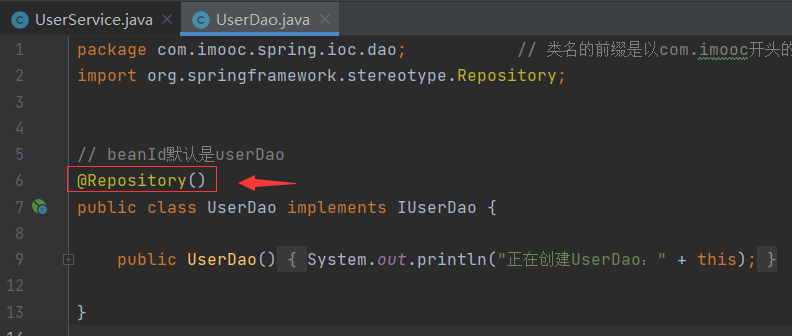 UserService.java
UserDao.java
1 package com.imooc.spring.ioc.dao; // 类名的前缀是以com.imooc开头的
2 import org.springframework.stereotype.Repository;
3
4
5 // beanId默认是userDao
6 @Repository()
7 public class UserDao implements IUserDao {
8
9 public UserDao() { System.out.println("正在创建UserDao：" + this); }
12
13 }